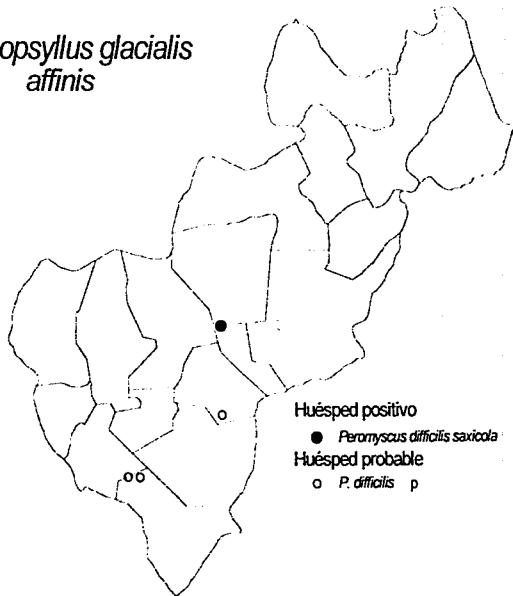 opsyllus glacialis
affinis
Huésped positivo
● Peromyscus difficilis saxicola
Huésped probable
o P. difficilis p